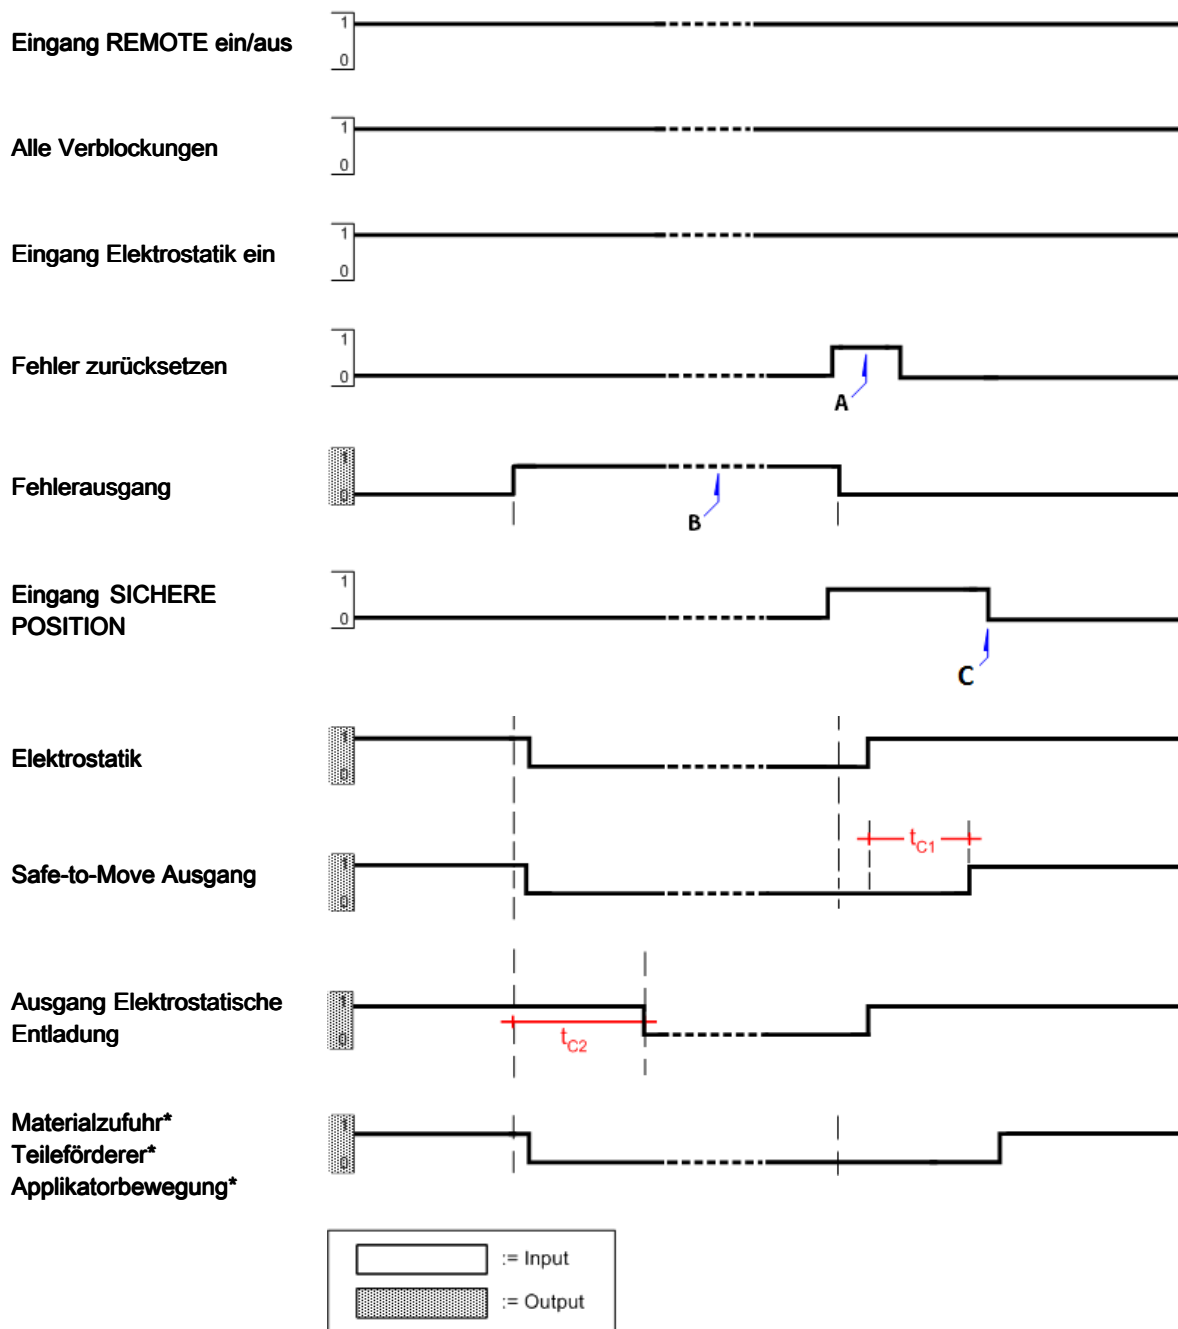 1
Eingang REMOTE ein/aus
0
1
Alle Verblockungen
0
1
Eingang Elektrostatik ein
0
1
Fehler zurücksetzen
0
A
1
Fehlerausgang
0
B
1
Eingang SICHERE
POSITION
0
C
1
Elektrostatik
0
tC1
1
Safe-to-Move Ausgang
0
1
Ausgang Elektrostatische
Entladung
0
tC2
1
Materialzufuhr*
Teileförderer*
0
Applikatorbewegung*
:= Input
:= Output